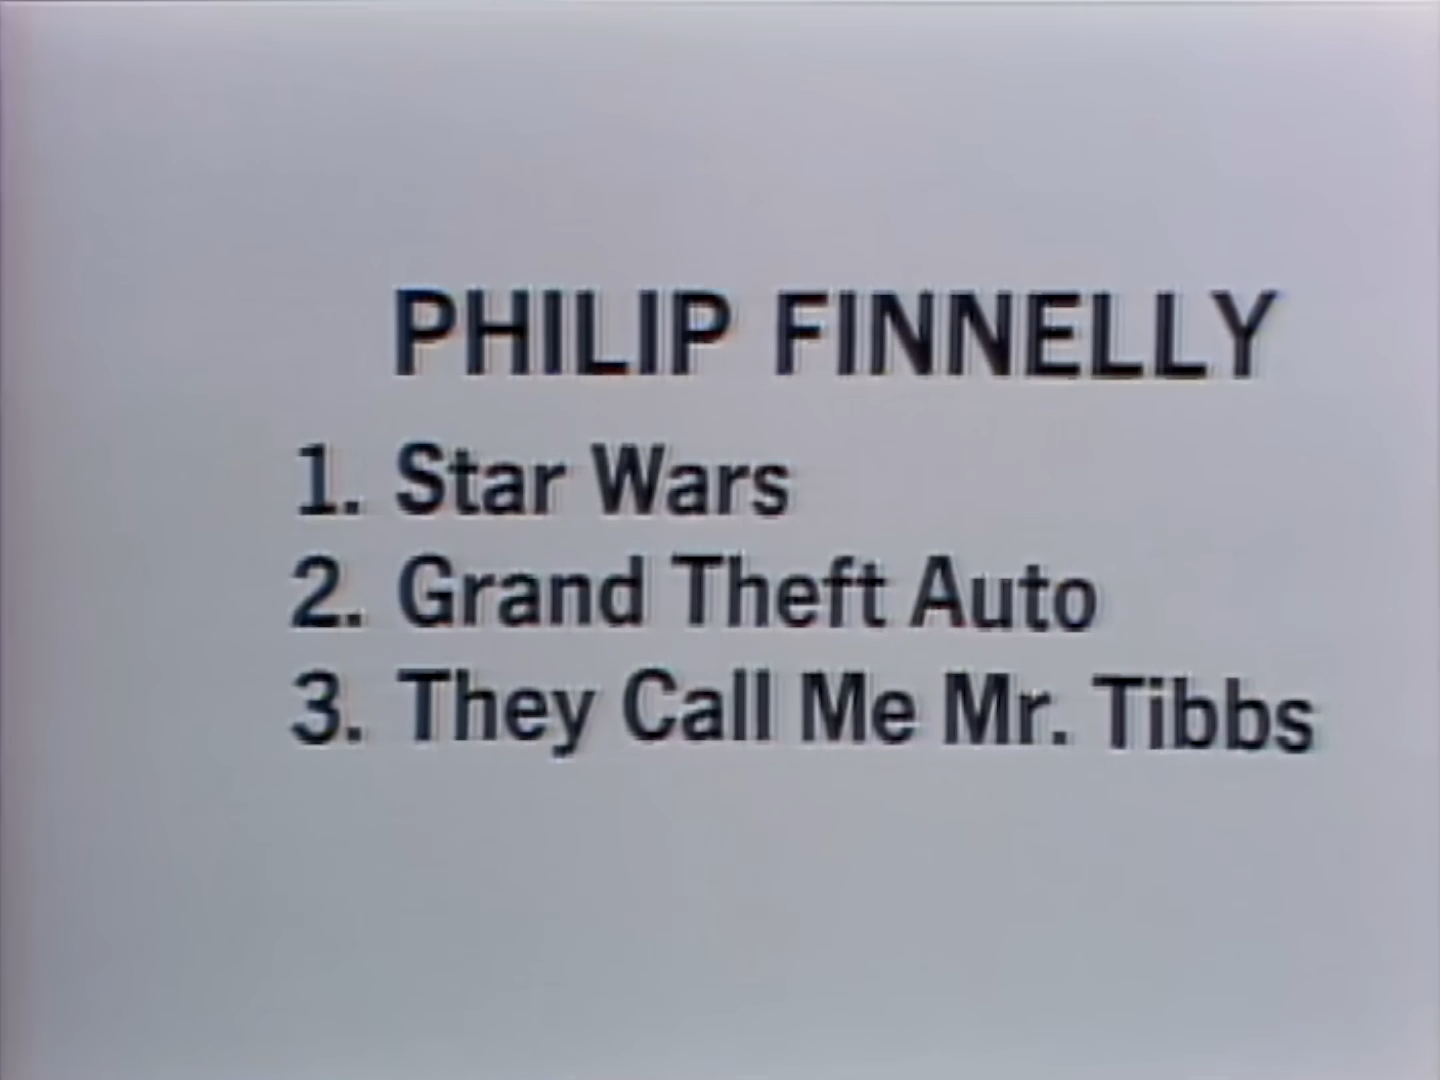 PHILIP FINNELLY
1. Star Wars
2. Grand Theft Auto
3. They Call Me Mr. Tibbs